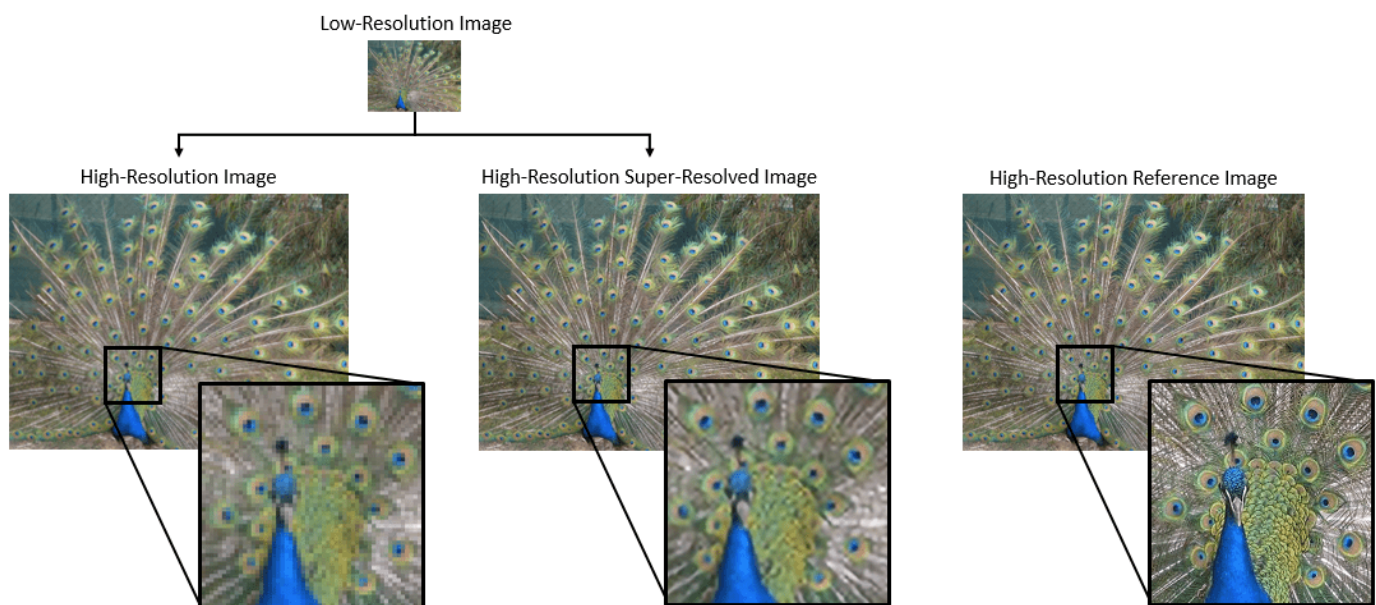 Low-Resolution Image
High-Resolution Image
High-Resolution Super-Resolved Image
High-Resolution Reference Image